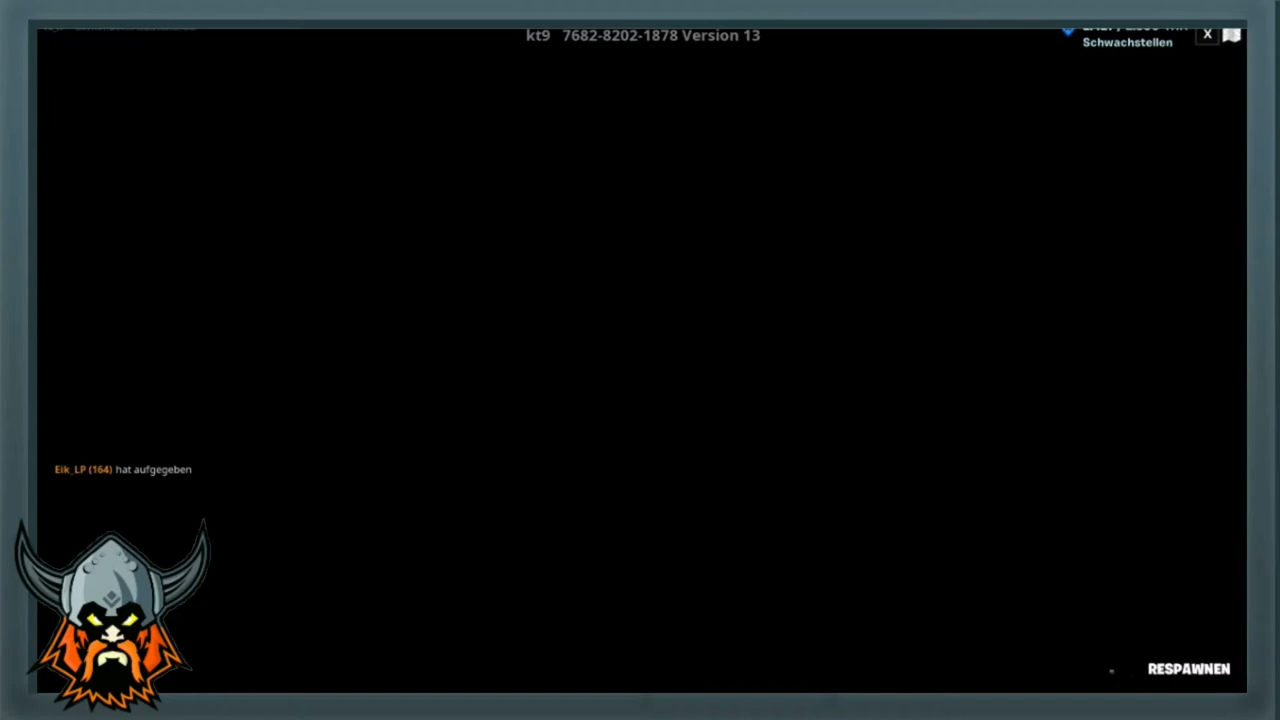 kt9 7682-8202-1878 Version 13
Schwachstellen
X
Eik_LP (164) hat aufgegeben
RESPAWNEN